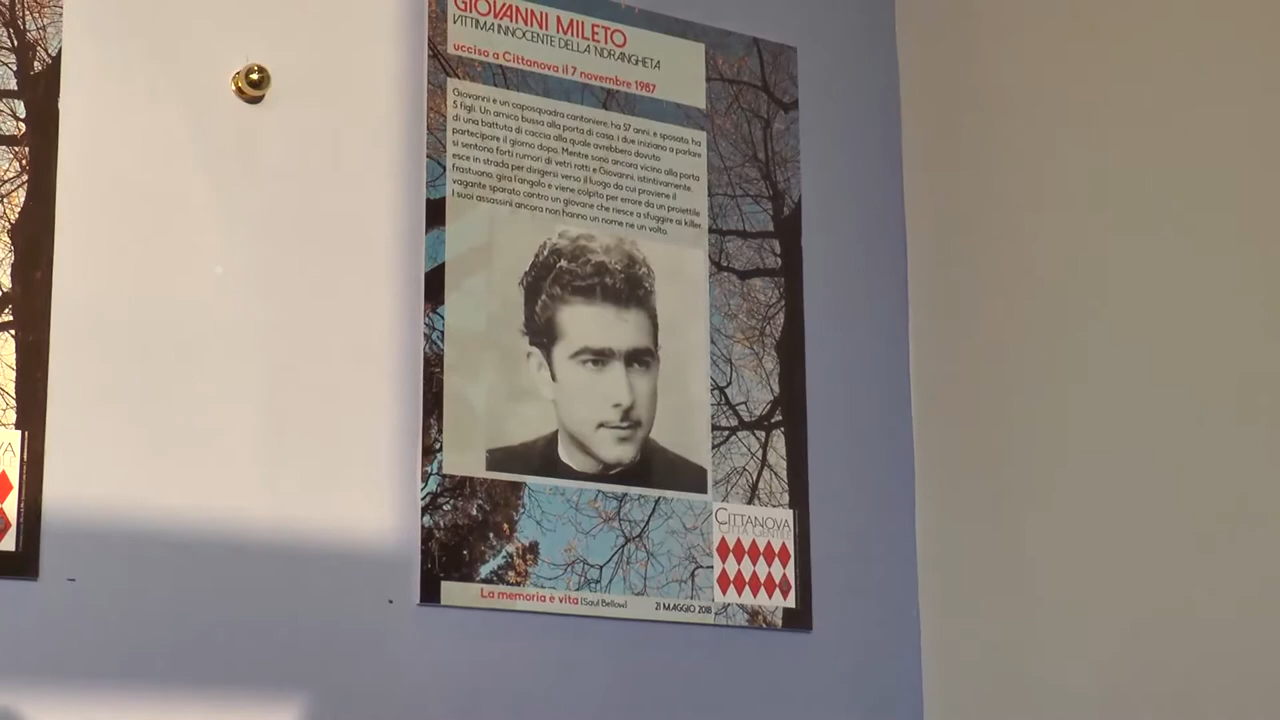 GIOVANNI MILETO
VITTIMA INNOCENTE DELLA 'NDRANGHETA
ucciso a Cittanova il 7 novembre 1987
Giovanni è un caposquadra cantoniere, ha 57 anni, è sposato, ha
5 figli. Un amico bussa alla porta di casa, i due iniziano a parlare
di una battuta di caccia alla quale avrebbero dovuto
partecipare il giorno dopo. Mentre sono ancora vicino alla porta
si sentono forti rumori di vetri rotti e Giovanni, istintivamente,
esce in strada per dirigersi verso il luogo da cui proviene il
frastuono, gira l'angolo e viene colpito per errore da un proiettile
vagante sparato contro un giovane che riesce a sfuggire ai killer.
I suoi assassini ancora non hanno un nome ne un volto.
CITTANOVA
CITTÀ GENTILE
La memoria è vita (Saul Bellow)
21 MAGGIO 2018
VA